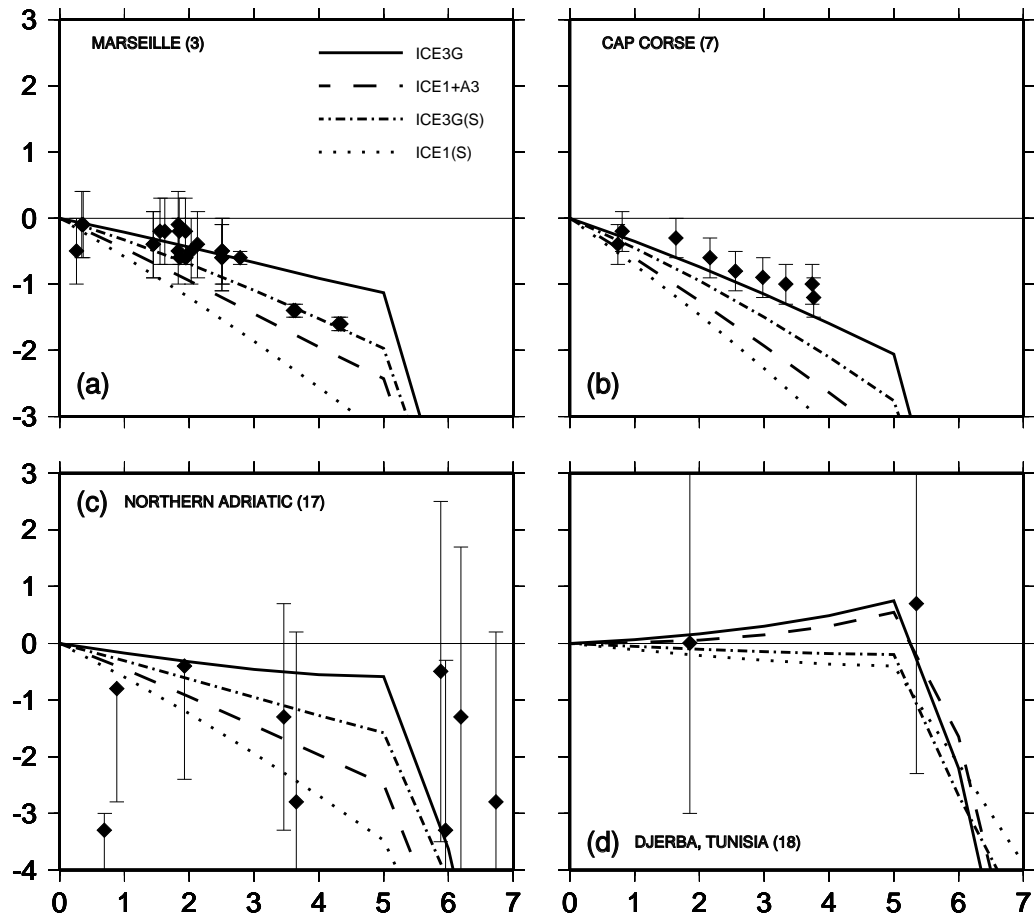 3
MARSEILLE (3)
ICE3G
CAP CORSE (7)
2
ICE1+A3
ICE3G(S)
1
ICE1(S)
0
-1
-2
(a)
(b)
-3
3
(c) NORTHERN ADRIATIC (17)
2
1
0
-1
-2
-3
(d) DJERBA, TUNISIA (18)
-4
0 1 2 3 4 5 6 7
0 1 2 3 4 5 6 7